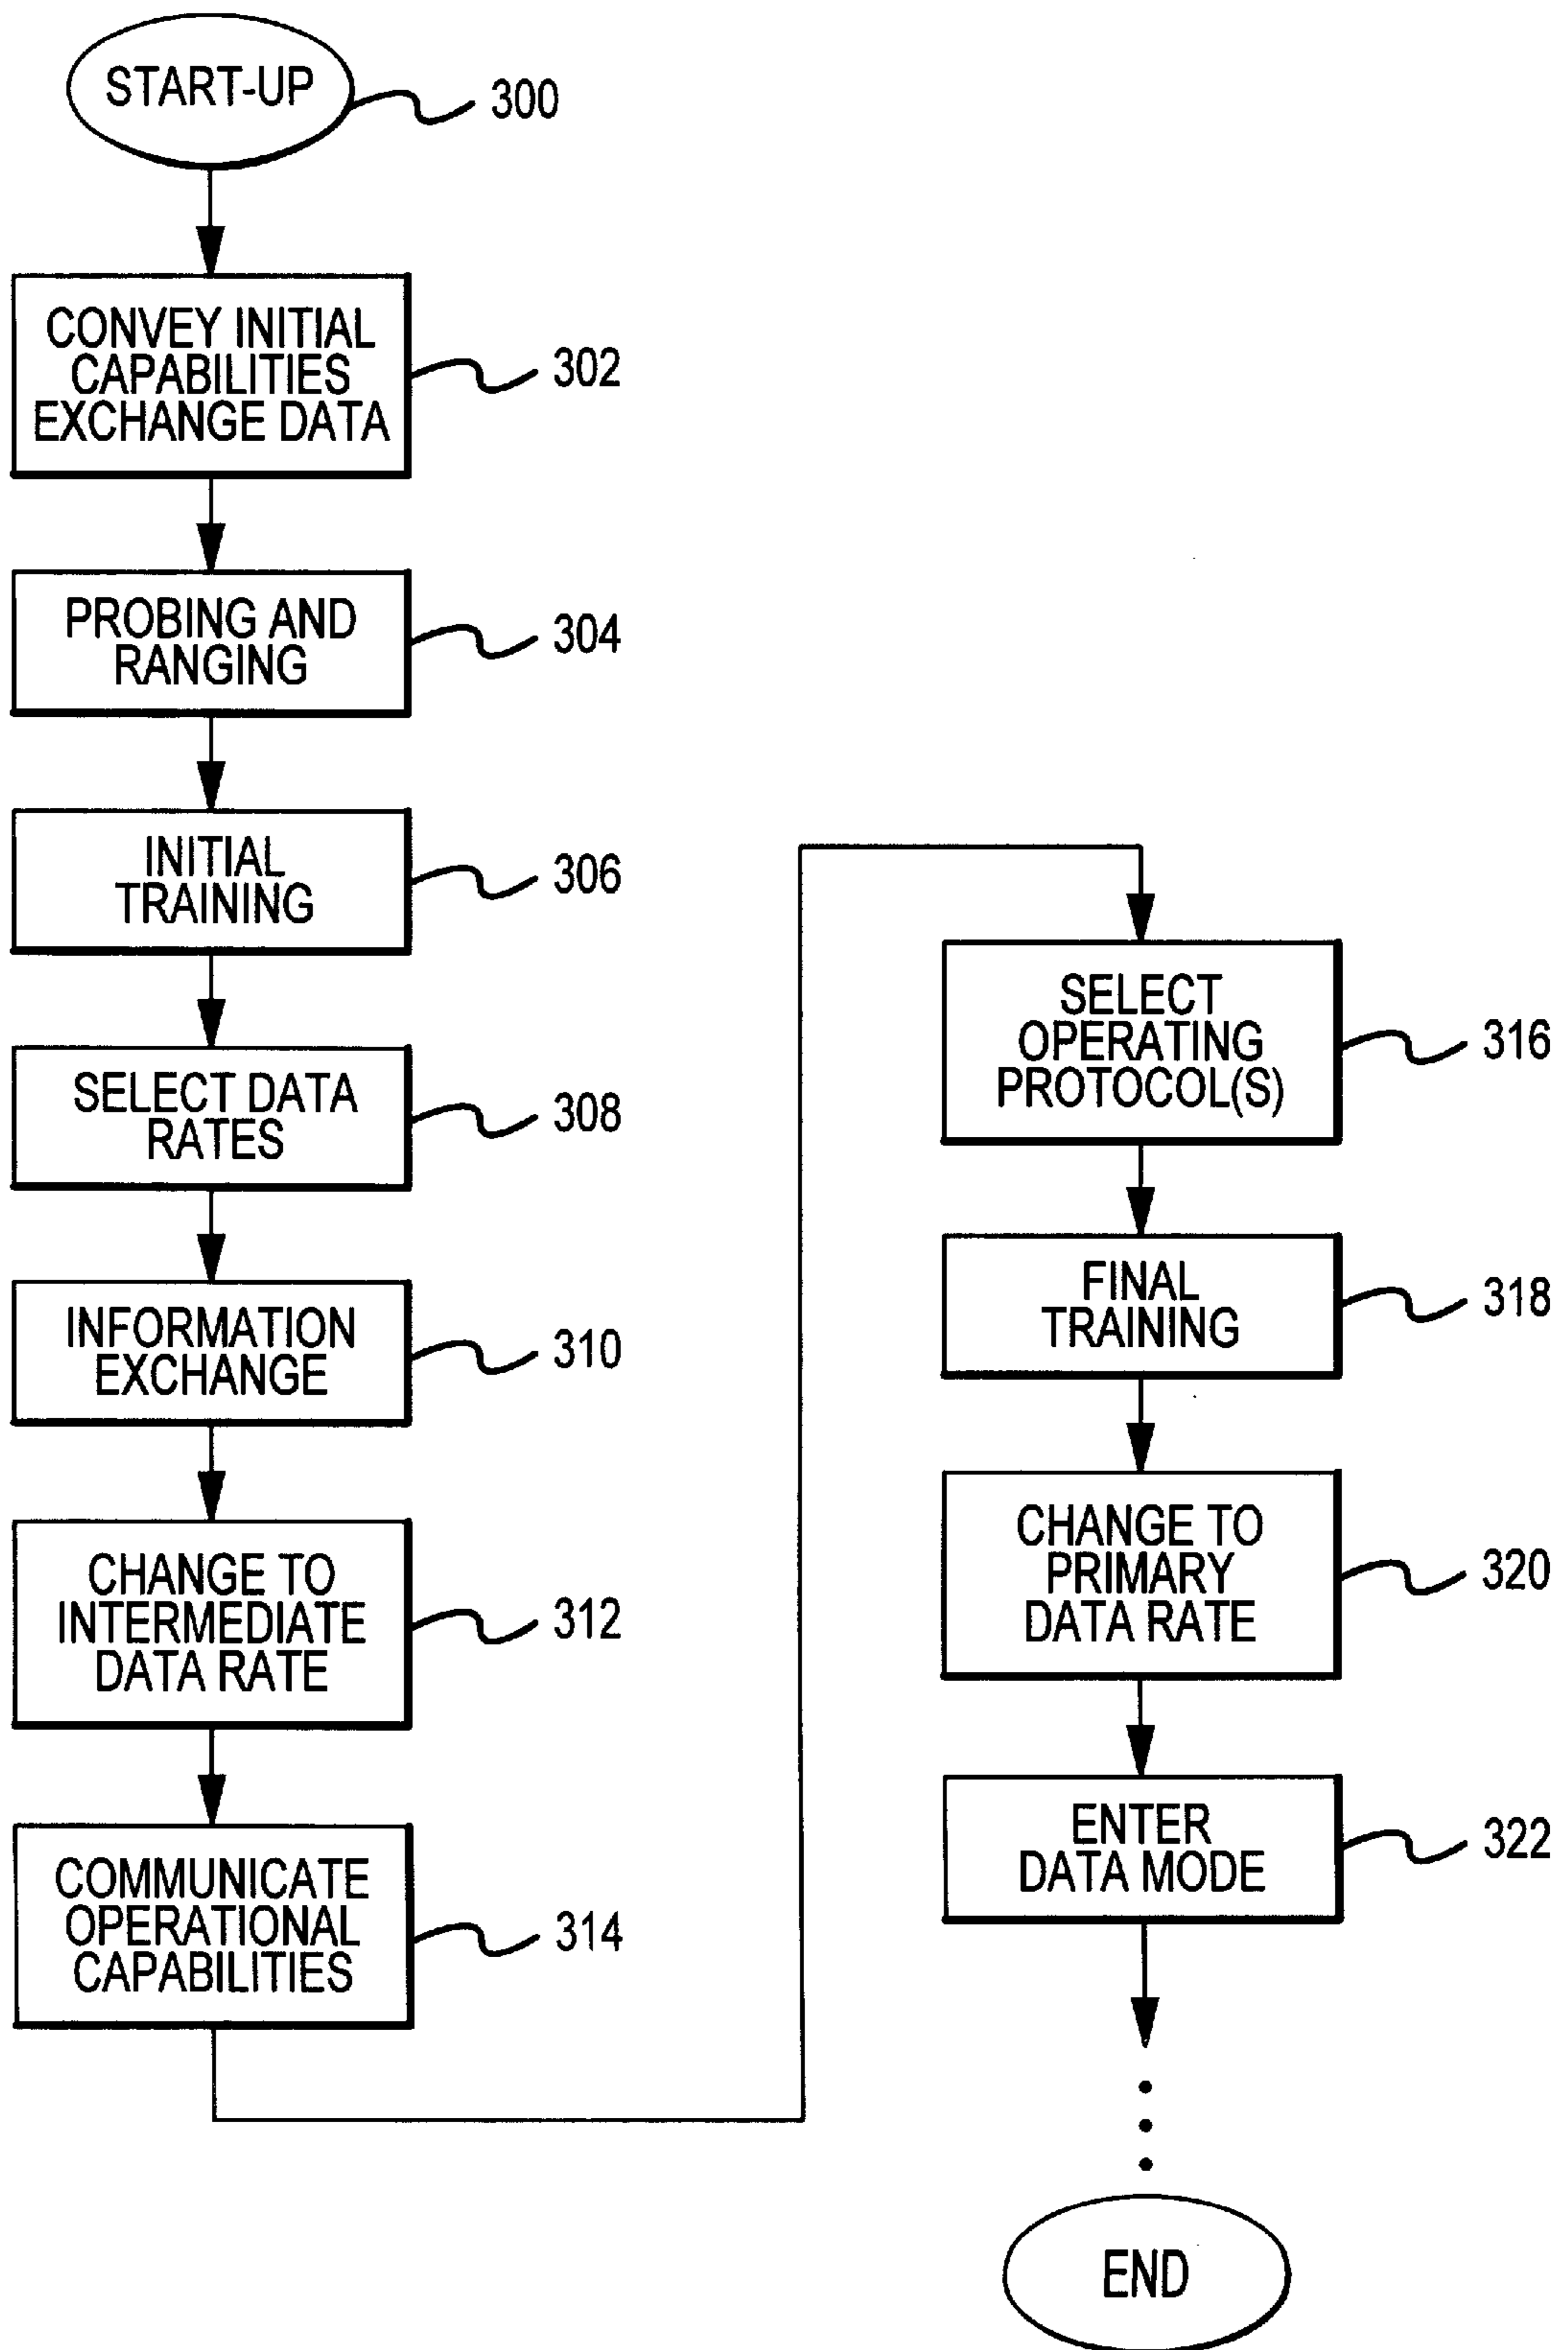 START-UP
300
CONVEY INITIAL
CAPABILITIES
EXCHANGE DATA
302
PROBING AND
RANGING
304
INITIAL
TRAINING
306
SELECT DATA
RATES
308
INFORMATION
EXCHANGE
310
CHANGE TO
INTERMEDIATE
DATA RATE
312
COMMUNICATE
OPERATIONAL
CAPABILITIES
314
SELECT
OPERATING
PROTOCOL(S)
316
FINAL
TRAINING
318
CHANGE TO
PRIMARY
DATA RATE
320
ENTER
DATA MODE
322
END